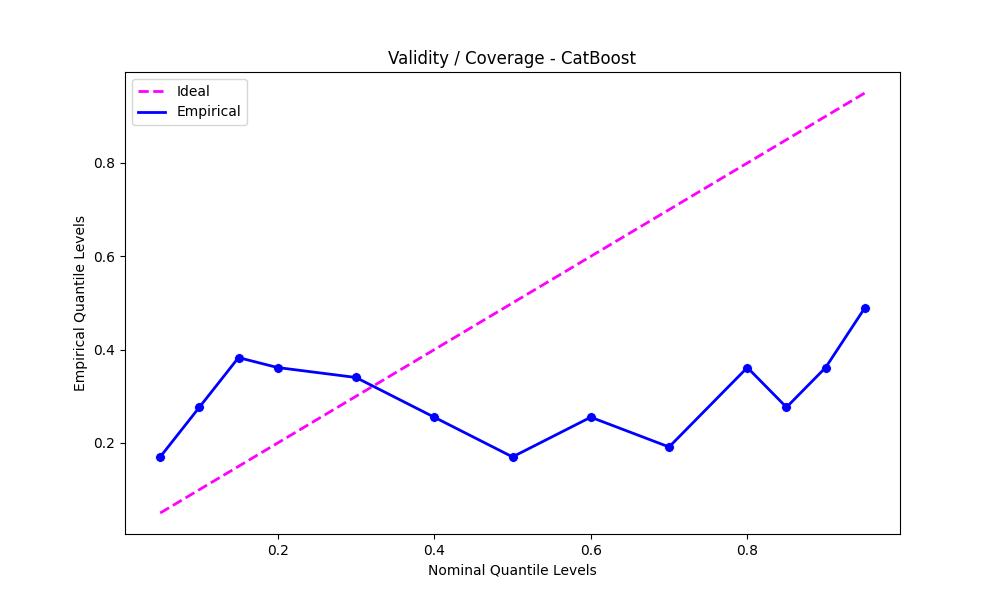 Validity / Coverage - CatBoost
Ideal
Empirical
Empirical Quantile Levels
0.8
0.6
0.4
0.2
0.2
0.4
0.6
0.8
Nominal Quantile Levels